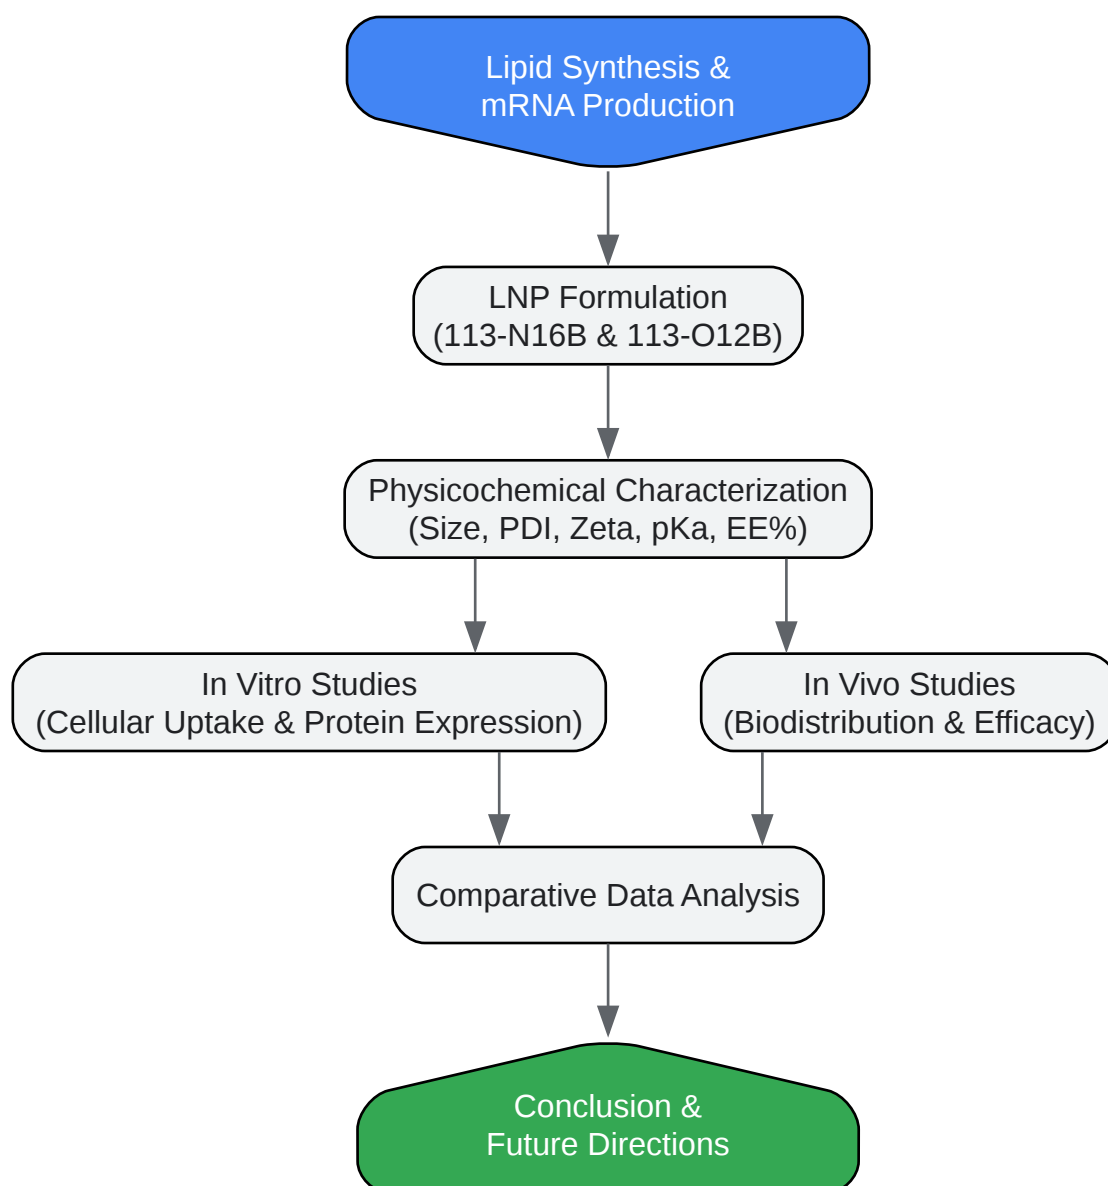 Lipid Synthesis &
mRNA Production
LNP Formulation
(113-N16B & 113-O12B)
Physicochemical Characterization
(Size, PDI, Zeta, pKa, EE%)
In Vitro Studies
(Cellular Uptake & Protein Expression)
In Vivo Studies
(Biodistribution & Efficacy)
Comparative Data Analysis
Conclusion &
Future Directions